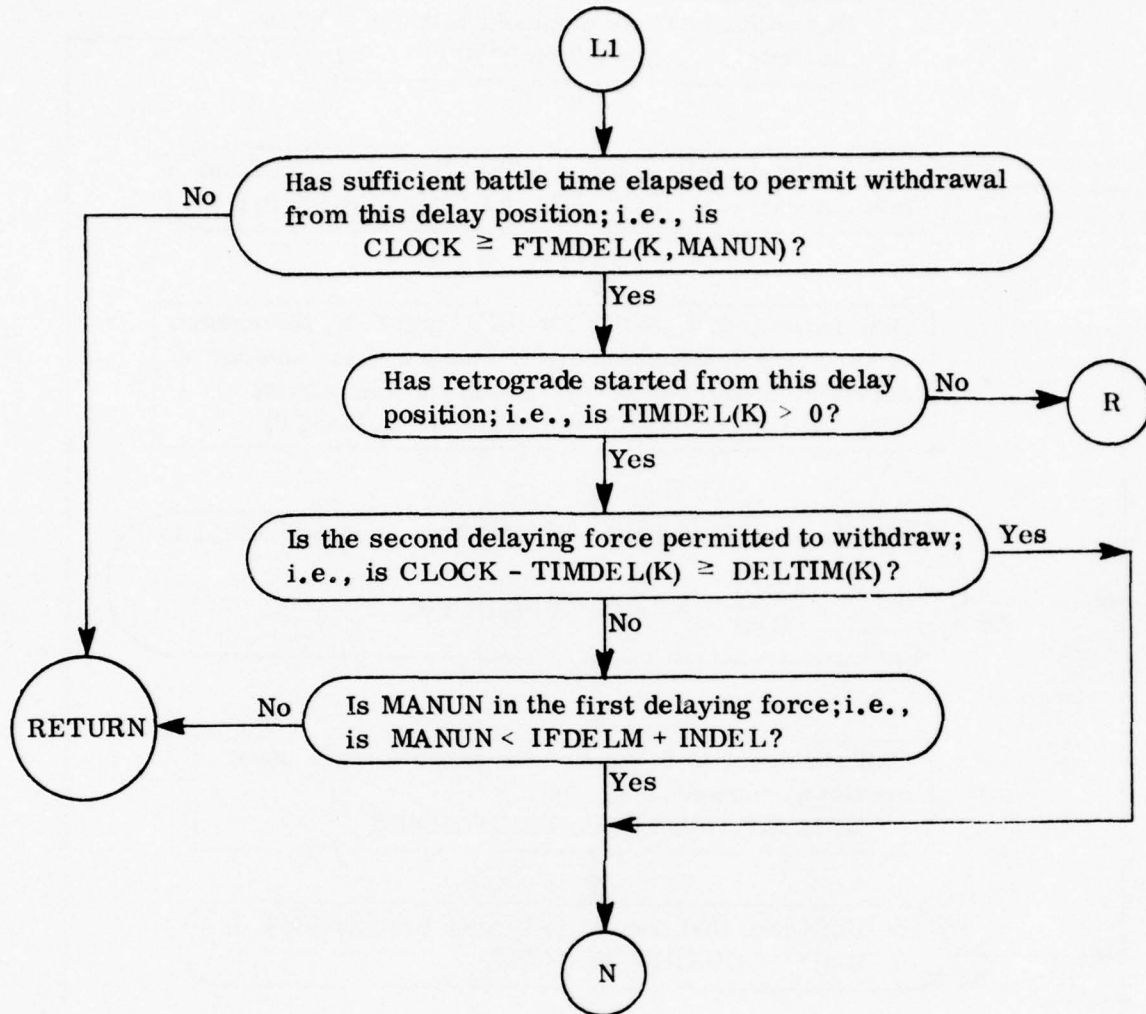 L1
No
Has sufficient battle time elapsed to permit withdrawal
from this delay position; i.e., is
CLOCK ≥ FTMDEL(K,MANUN)?
Yes
Has retrograde started from this delay
position; i.e., is TIMDEL(K) > 0?
No
R
Yes
Is the second delaying force permitted to withdraw;
i.e., is CLOCK - TIMDEL(K) ≥ DELTIM(K)?
Yes
No
Is MANUN in the first delaying force; i.e.,
is MANUN < IFDELM + INDEL?
No
RETURN
Yes
N